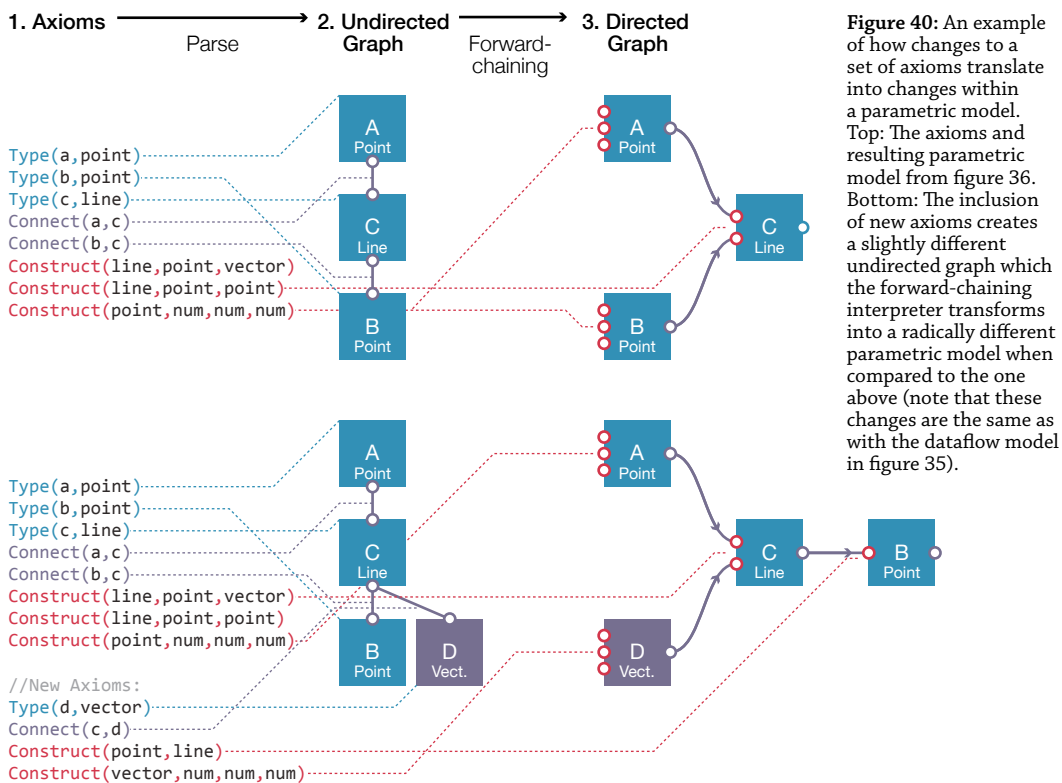 1. Axioms
Parse
2. Undirected
Graph
Forward-
chaining
3. Directed
Graph
Type(a,point)
Type(b,point)
Type(c,line)
Connect(a,c)
Connect(b,c)
Construct(line,point,vector)
Construct(line,point,point)
Construct(point,num,num,num)
A
Point
C
Line
B
Point
A
Point
B
Point
C
Line
Type(a,point)
Type(b,point)
Type(c,line)
Connect(a,c)
Connect(b,c)
Construct(line,point,vector)
Construct(line,point,point)
Construct(point,num,num,num)
//New Axioms:
Type(d,vector)
Connect(c,d)
Construct(point,line)
Construct(vector,num,num,num)
A
Point
C
Line
B
Point
D
Vect.
A
Point
D
Vect.
C
Line
B
Point
Figure 40: An example
of how changes to a
set of axioms translate
into changes within
a parametric model.
Top: The axioms and
resulting parametric
model from figure 36.
Bottom: The inclusion
of new axioms creates
a slightly different
undirected graph which
the forward-chaining
interpreter transforms
into a radically different
parametric model when
compared to the one
above (note that these
changes are the same as
with the dataflow model
in figure 35).